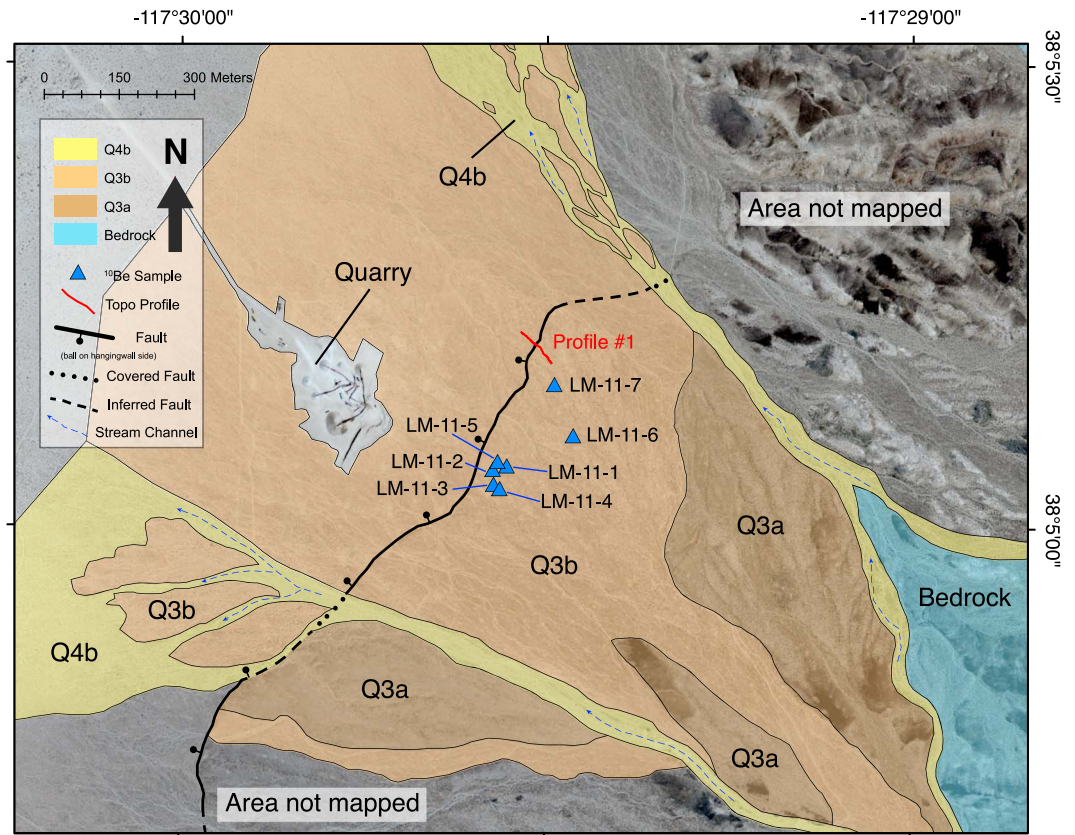 -117°30'00"
-117°29'00"
38°5'30"
0 150 300 Meters
Q4b
Q3b
Q3a
Bedrock
N
¹⁰Be Sample
Topo Profile
Fault
(ball on hangingwall side)
Covered Fault
Inferred Fault
Stream Channel
Q4b
Area not mapped
Quarry
Profile #1
LM-11-7
LM-11-5
LM-11-6
LM-11-2
LM-11-1
LM-11-3
LM-11-4
Q3a
38°5'00"
Q3b
Bedrock
Q3b
Q4b
Q3a
Q3a
Area not mapped